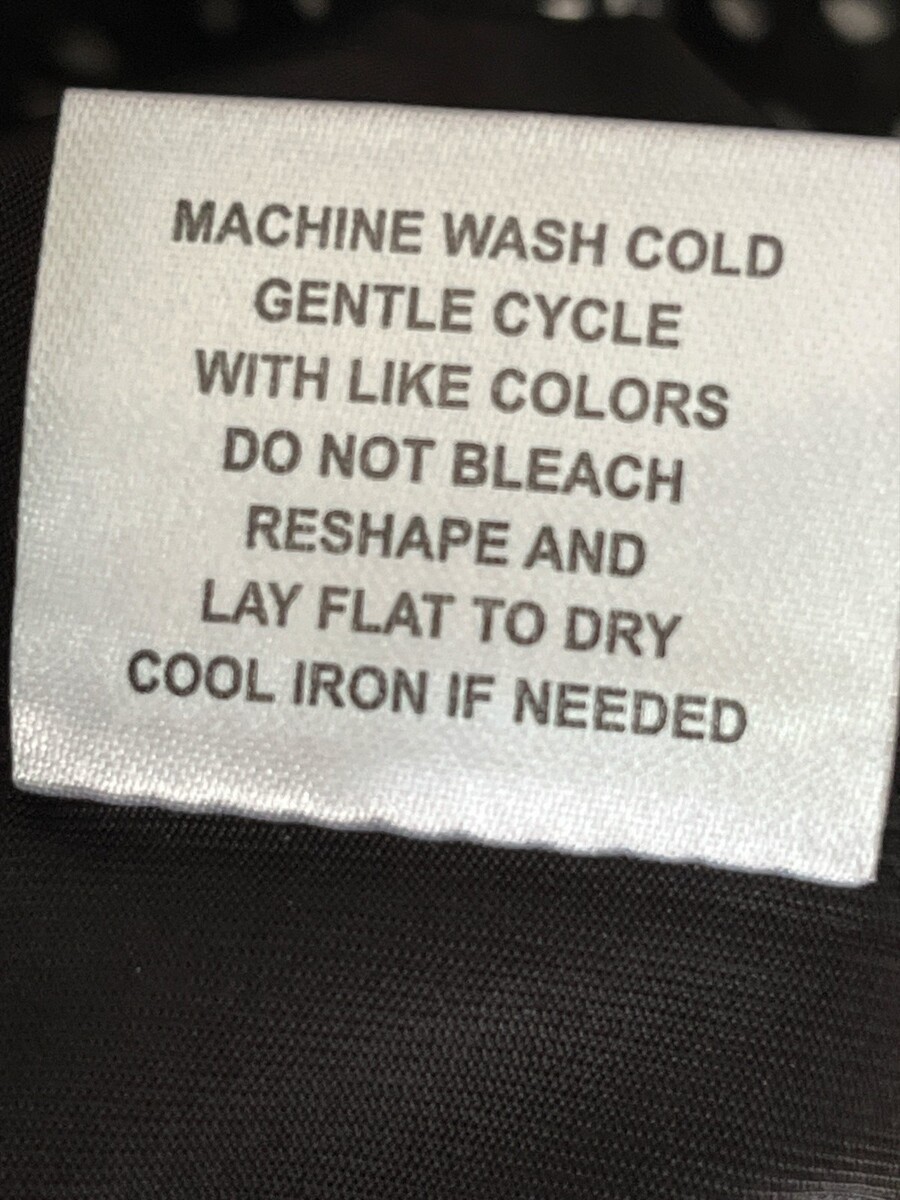 MACHINE WASH COLD
GENTLE CYCLE
WITH LIKE COLORS
DO NOT BLEACH
RESHAPE AND
LAY FLAT TO DRY
COOL IRON IF NEEDED